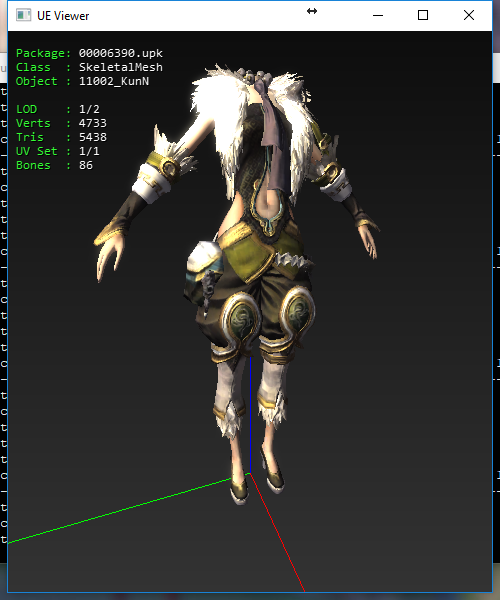 UE Viewer
Package: 00006390.upk
Class : SkeletalMesh
Object : 11002_KunN
LOD : 1/2
Verts : 4733
Tris : 5438
UV Set : 1/1
Bones : 86